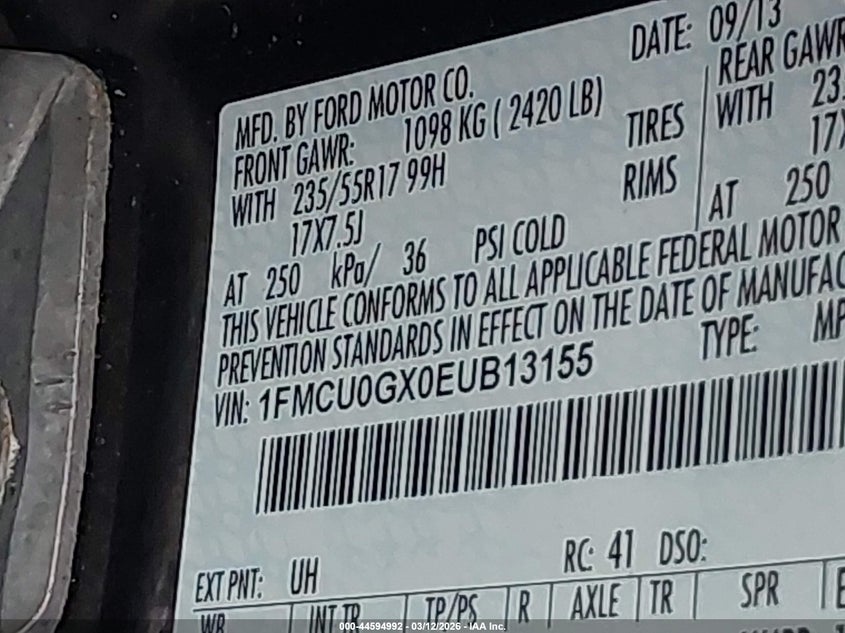 DATE: 09/13
MFD. BY FORD MOTOR CO.
REAR GAWR
FRONT GAWR: 1098 KG ( 2420 LB)
WITH 235/55R17 99H TIRES
WITH
17X7.5J RIMS
AT 250 kPa/ 36 PSI COLD
AT 250
THIS VEHICLE CONFORMS TO ALL APPLICABLE FEDERAL MOTOR
PREVENTION STANDARDS IN EFFECT ON THE DATE OF
VIN: 1FMCU0GX0EUB13155
TYPE:
EXT PNT: UH RC: 41 DSO:
WB INT TR TP/PS R AXLE TR SPR
000-44594992 - 03/12/2026 - IAA Inc.